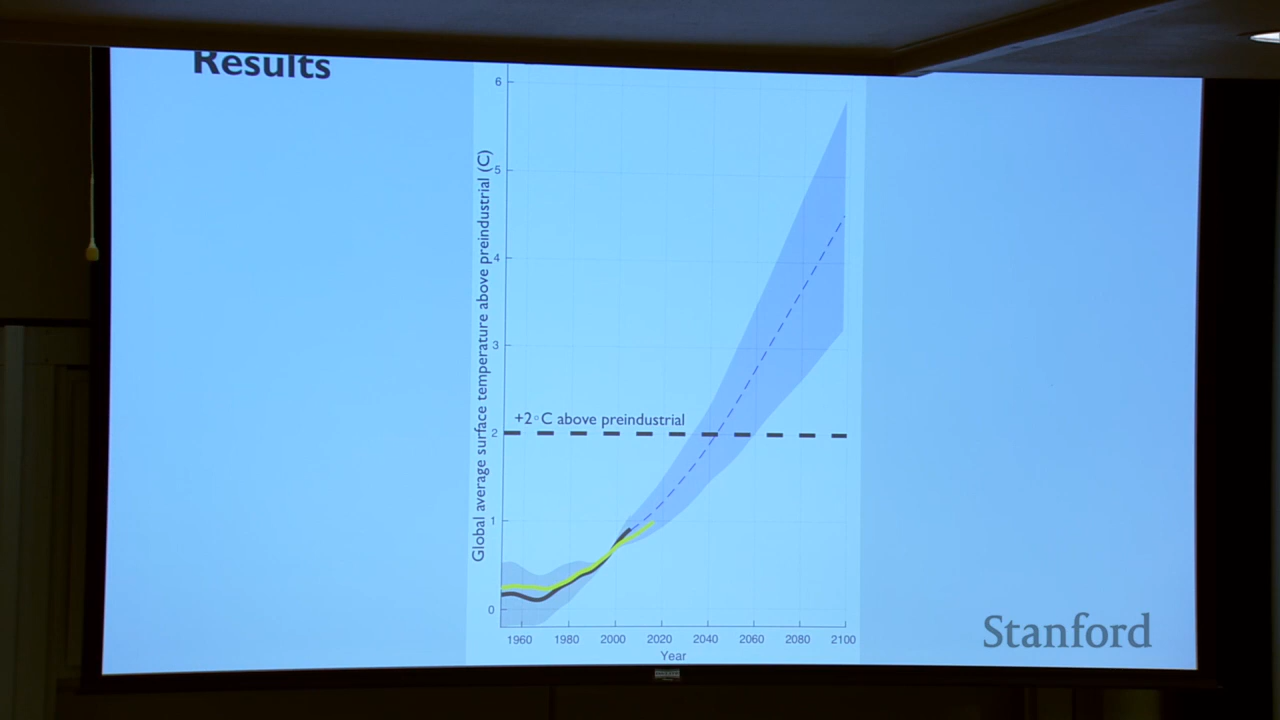 Results
Global average surface temperature above preindustrial (C)
6
5
4
3
2
1
0
+2°C above preindustrial
1960 1980 2000 2020 2040 2060 2080 2100
Year
Stanford